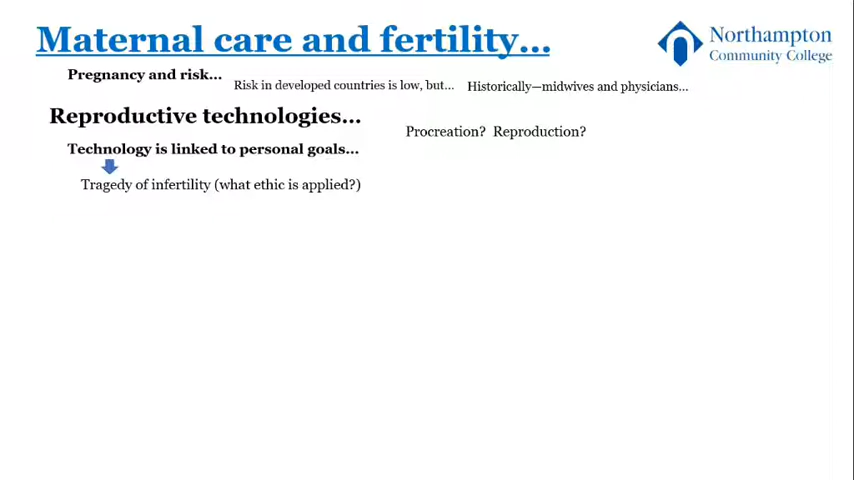 Maternal care and fertility...
Northampton
Community College
Pregnancy and risk...
Risk in developed countries is low, but...
Historically—midwives and physicians...
Reproductive technologies...
Procreation? Reproduction?
Technology is linked to personal goals...
Tragedy of infertility (what ethic is applied?)